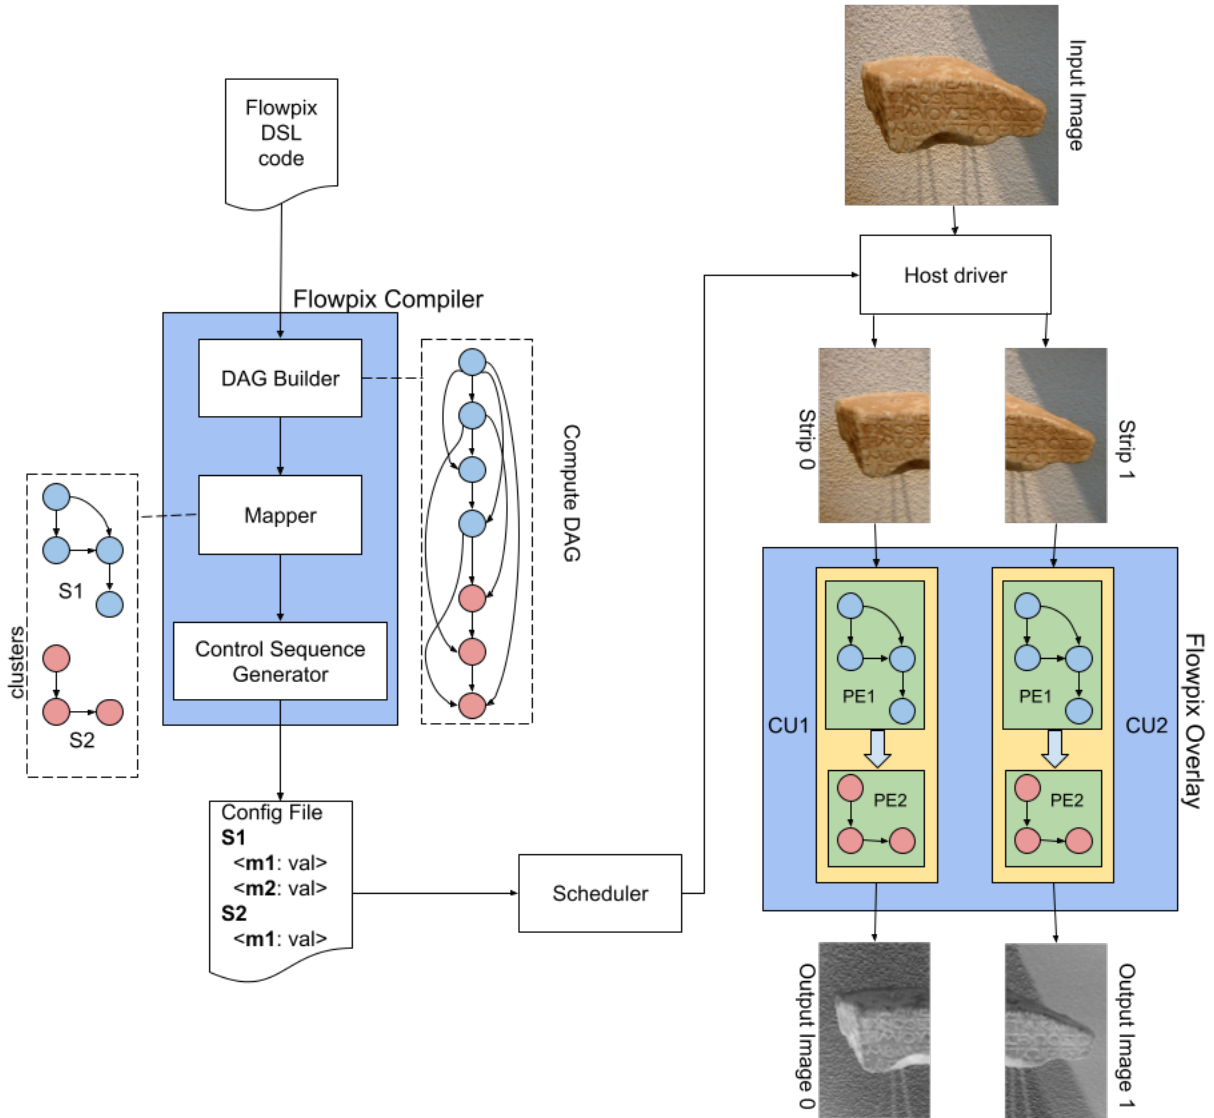 Flowpix
DSL
code
Flowpix Compiler
DAG Builder
Mapper
Control Sequence
Generator
Compute DAG
clusters
S1
S2
Config File
S1
<m1: val>
<m2: val>
S2
<m1: val>
Scheduler
Input Image
Host driver
Strip 0
Strip 1
Flowpix Overlay
CU1
PE1
PE2
CU2
PE1
PE2
Output Image 0
Output Image 1